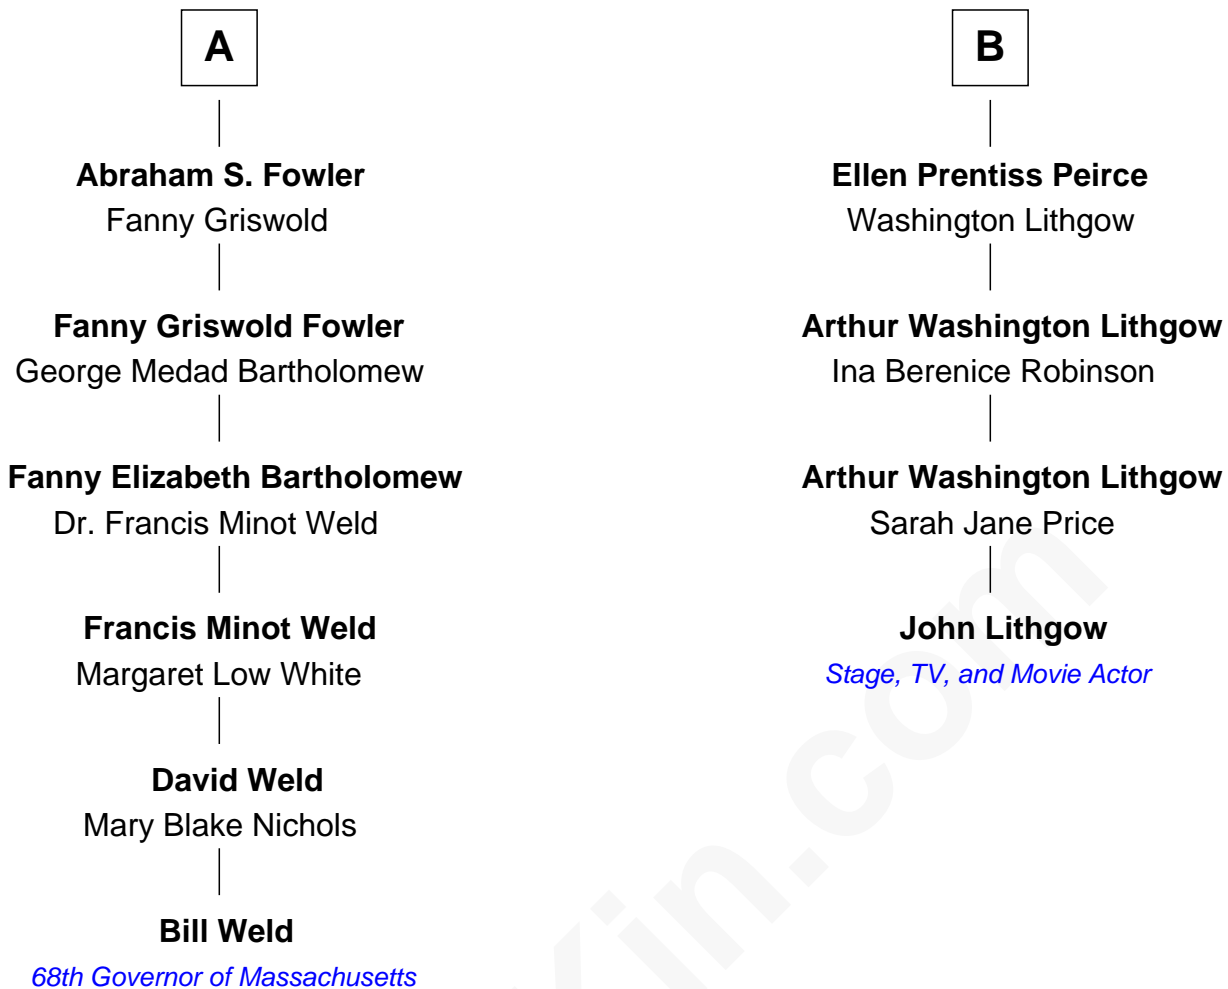 A
Abraham S. Fowler
Fanny Griswold
Fanny Griswold Fowler
George Medad Bartholomew
Fanny Elizabeth Bartholomew
Dr. Francis Minot Weld
Francis Minot Weld
Margaret Low White
David Weld
Mary Blake Nichols
Bill Weld
68th Governor of Massachusetts
B
Ellen Prentiss Peirce
Washington Lithgow
Arthur Washington Lithgow
Ina Berenice Robinson
Arthur Washington Lithgow
Sarah Jane Price
John Lithgow
Stage, TV, and Movie Actor
Kin.com